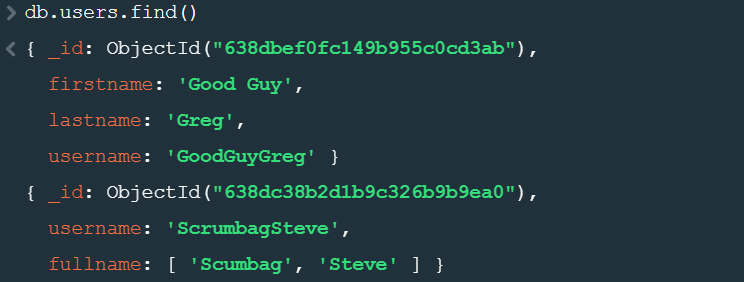 > db.users.find()
< { _id: ObjectId("638dbef0fc149b955c0cd3ab"),
firstname: 'Good Guy',
lastname: 'Greg',
username: 'GoodGuyGreg' }
{ _id: ObjectId("638dc38b2d1b9c326b9b9ea0"),
username: 'ScrumbagSteve',
fullname: [ 'Scumbag', 'Steve' ] }